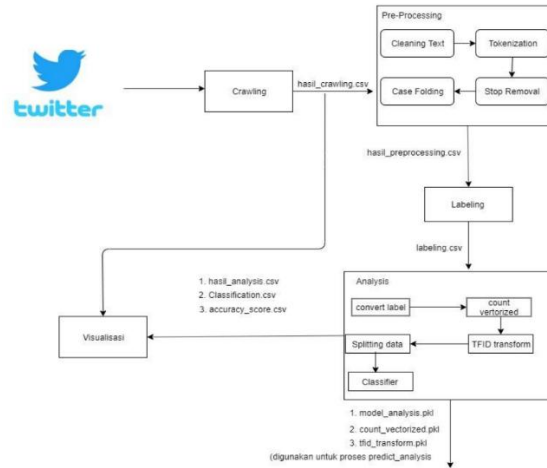 Pre-Processing
Cleaning Text
Tokenization
Case Folding
Stop Removal
twitter
Crawling
hasil_crawling.csv
hasil_preprocessing.csv
Labeling
labeling.csv
1. hasil_analysis.csv
2. Classification.csv
3. accuracy_score.csv
Visualisasi
Analysis
convert label
count
vertorized
Splitting data
TFID transform
Classifier
1. model_analysis.pkl
2. count_vectorized.pkl
3. tfid_transform.pkl
(digunakan untuk proses predict_analysis